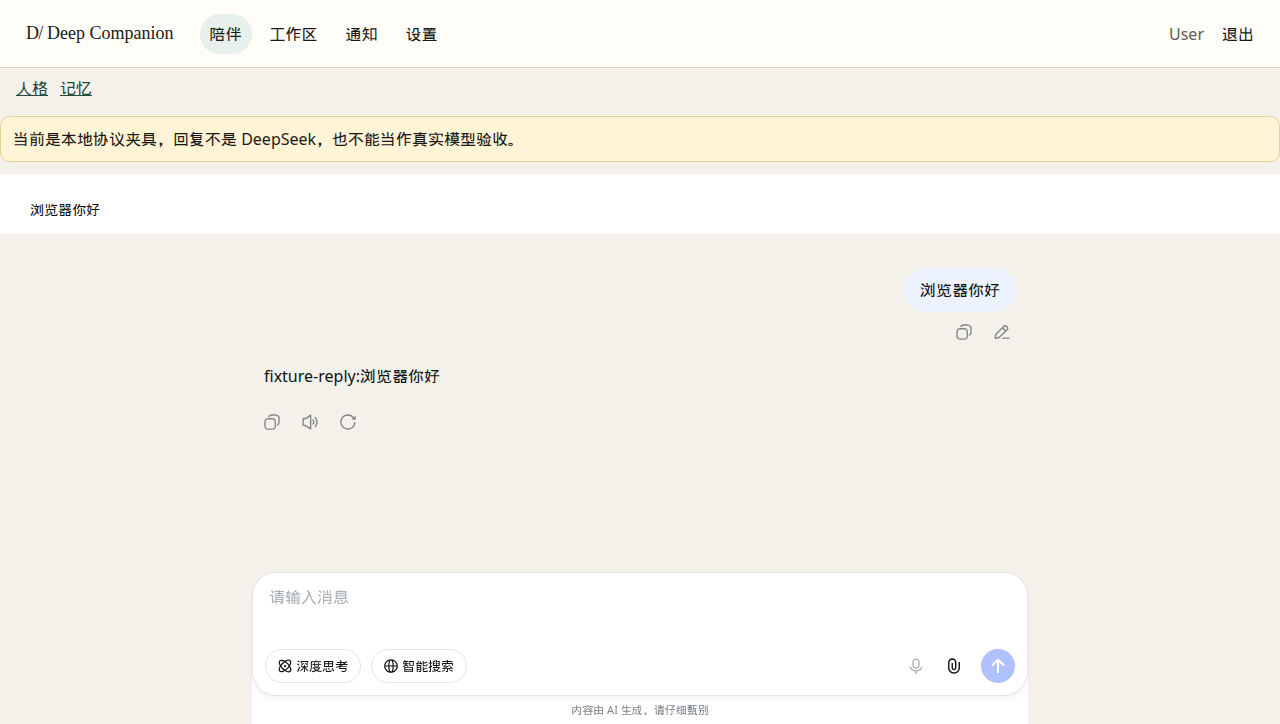 D/ Deep Companion 陪伴 工作区 通知 设置 User 退出
人格 记忆
当前是本地协议夹具，回复不是 DeepSeek，也不能当作真实模型验收。
浏览器你好
浏览器你好
fixture-reply:浏览器你好
请输入消息
深度思考 智能搜索
内容由 AI 生成，请仔细甄别